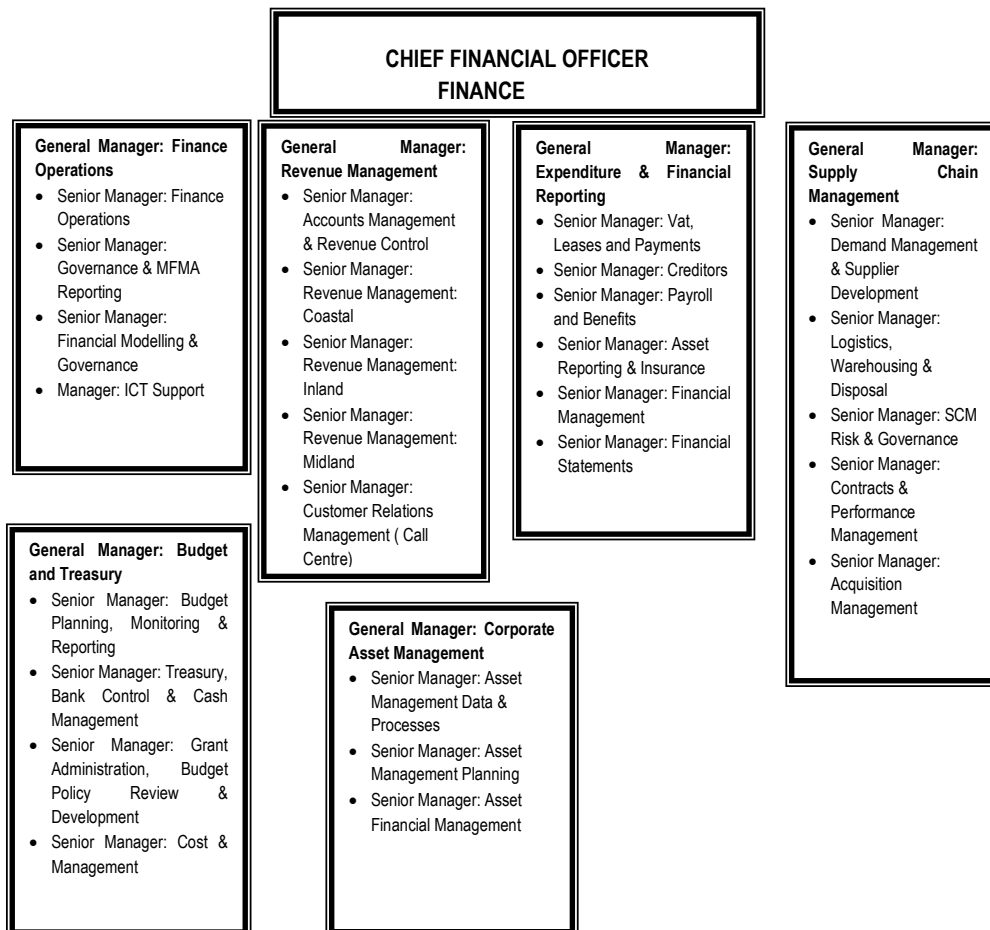 CHIEF FINANCIAL OFFICER
FINANCE
General Manager: Finance
Operations
• Senior Manager: Finance
Operations
• Senior Manager:
Governance & MFMA
Reporting
• Senior Manager:
Financial Modelling &
Governance
• Manager: ICT Support
General Manager:
Revenue Management
• Senior Manager:
Accounts Management
& Revenue Control
• Senior Manager:
Revenue Management:
Coastal
• Senior Manager:
Revenue Management:
Inland
• Senior Manager:
Revenue Management:
Midland
• Senior Manager:
Customer Relations
Management ( Call
Centre)
General Manager:
Expenditure & Financial
Reporting
• Senior Manager: Vat,
Leases and Payments
• Senior Manager: Creditors
• Senior Manager: Payroll
and Benefits
• Senior Manager: Asset
Reporting & Insurance
• Senior Manager: Financial
Management
• Senior Manager: Financial
Statements
General Manager:
Supply Chain
Management
• Senior Manager:
Demand Management
& Supplier
Development
• Senior Manager:
Logistics,
Warehousing &
Disposal
• Senior Manager: SCM
Risk & Governance
• Senior Manager:
Contracts &
Performance
Management
• Senior Manager:
Acquisition
Management
General Manager: Budget
and Treasury
• Senior Manager: Budget
Planning, Monitoring &
Reporting
• Senior Manager: Treasury,
Bank Control & Cash
Management
• Senior Manager: Grant
Administration, Budget
Policy Review &
Development
• Senior Manager: Cost &
Management
General Manager: Corporate
Asset Management
• Senior Manager: Asset
Management Data &
Processes
• Senior Manager: Asset
Management Planning
• Senior Manager: Asset
Financial Management